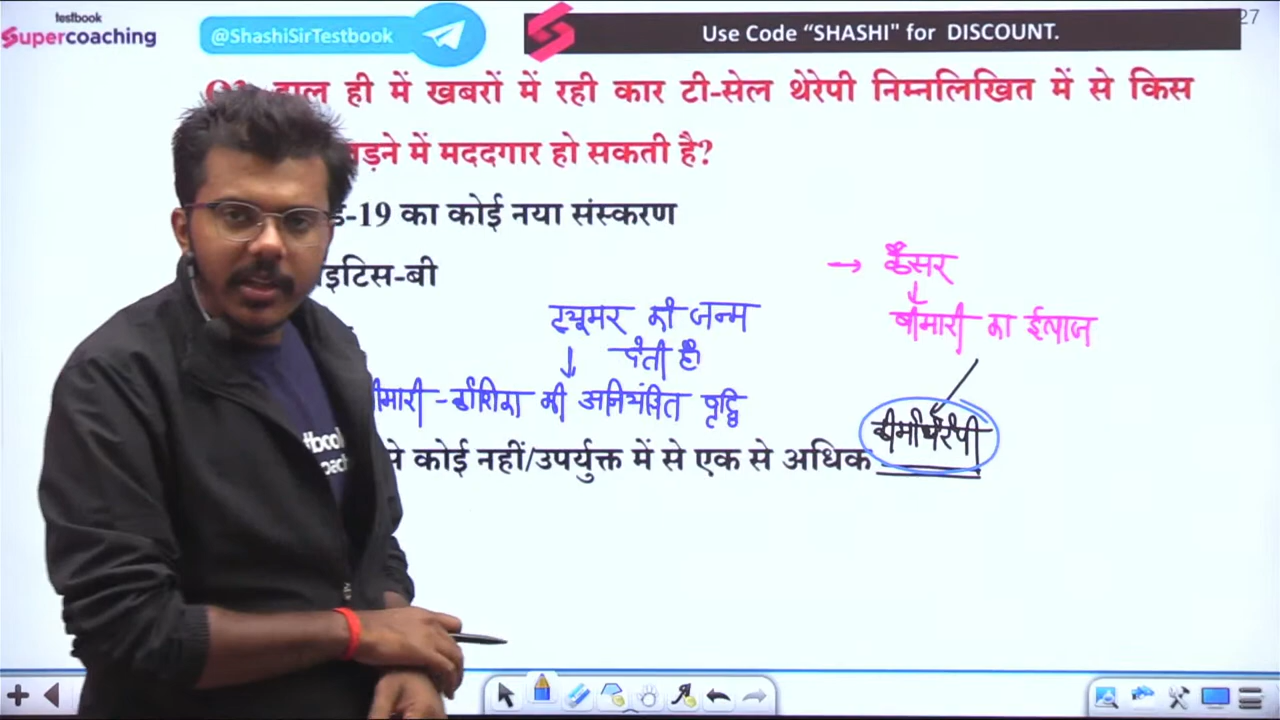 testbook
Supercoaching
@ShashiSirTestbook
Use Code “SHASHI” for DISCOUNT.
27
हाल ही में खबरों में रही कार टी-सेल थेरेपी निम्नलिखित में से किस
लड़ने में मददगार हो सकती है?
-19 का कोई नया संस्करण
→ कैंसर
इटिस-बी
ट्यूमर को जन्म
बीमारी का ईलाज
देती है
बीमारी - कोशिका की अनियंत्रित वृद्धि
कीमोथेरेपी
से कोई नहीं/उपर्युक्त में से एक से अधिक